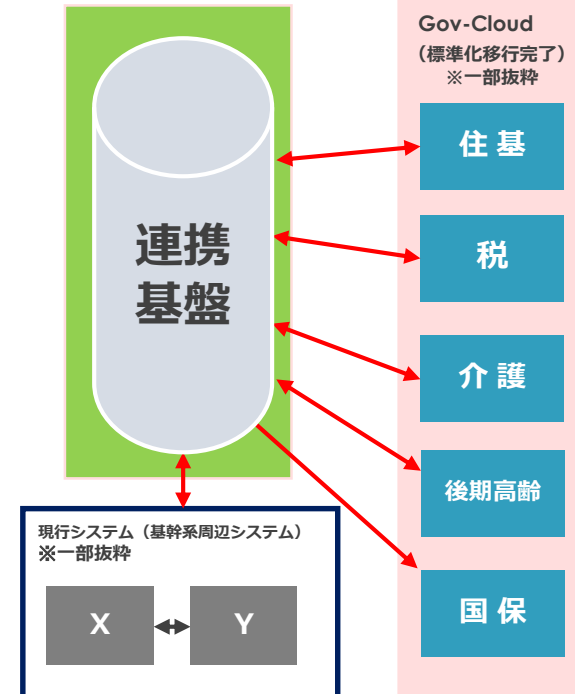 Gov-Cloud
（標準化移行完了）
※一部抜粋
住 基
税
介 護
後期高齢
国 保
連携
基盤
現行システム（基幹系周辺システム）
※一部抜粋
X
Y